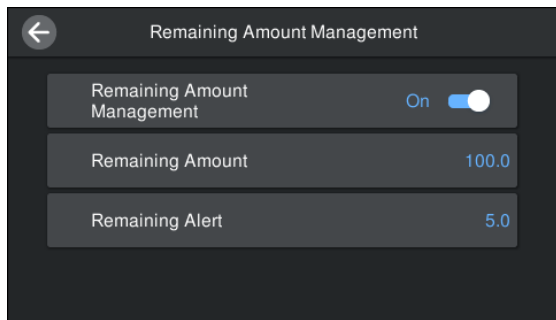 Remaining Amount Management
Remaining Amount
Management
On
Remaining Amount
100.0
Remaining Alert
5.0